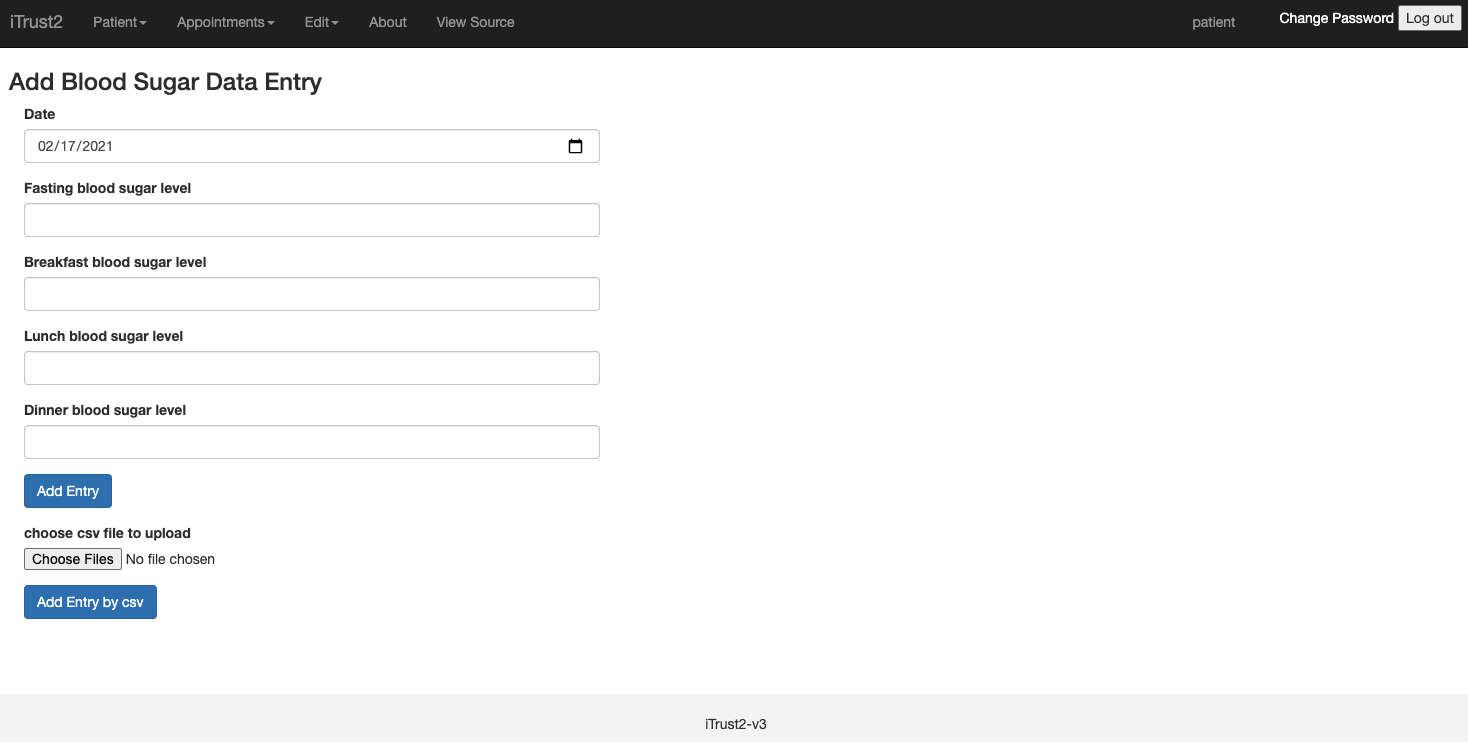 iTrust2 Patient Appointments Edit About View Source patient Change Password Log out
Add Blood Sugar Data Entry
Date
02/17/2021
Fasting blood sugar level
Breakfast blood sugar level
Lunch blood sugar level
Dinner blood sugar level
Add Entry
choose csv file to upload
Choose Files No file chosen
Add Entry by csv
iTrust2-v3